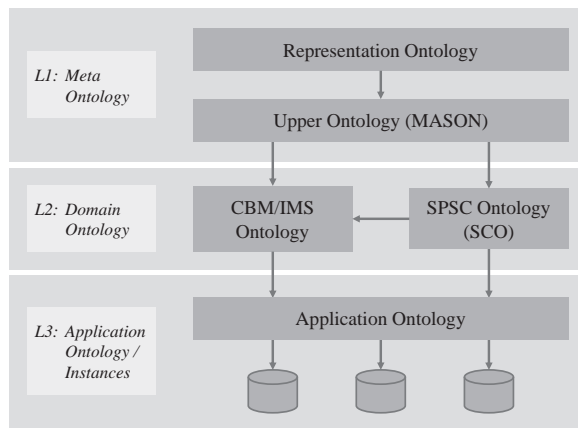 L1: Meta
Ontology
Representation Ontology
Upper Ontology (MASON)
L2: Domain
Ontology
CBM/IMS
Ontology
SPSC Ontology
(SCO)
L3: Application
Ontology /
Instances
Application Ontology